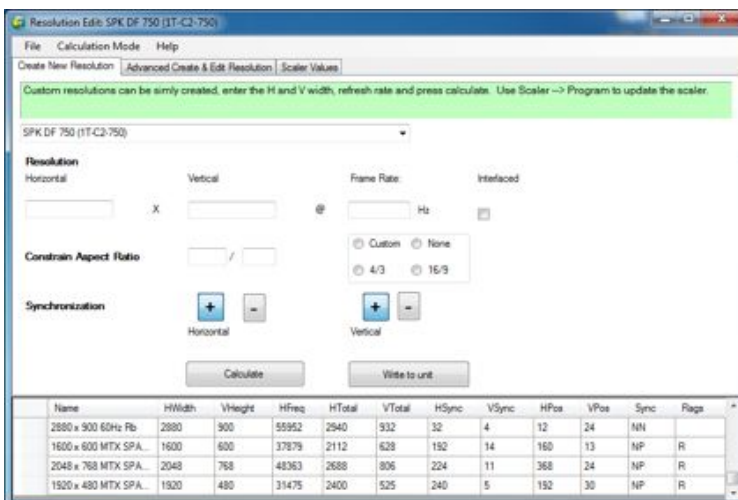 Resolution Edit: SPK DF 750 (1T-C2-750)
File Calculation Mode Help
Create New Resolution Advanced Create & Edit Resolution Scaler Values
Custom resolutions can be simly created, enter the H and V width, refresh rate and press calculate. Use Scaler --> Program to update the scaler.
SPK DF 750 (1T-C2-750)
Resolution
Horizontal Vertical Frame Rate: Interlaced
X @ Hz
Constrain Aspect Ratio / Custom None
4/3 16/9
Synchronization + - + -
Horizontal Vertical
Calculate Write to unit
Name HWidth VHeight HFreq HTotal VTotal HSync VSync HPos VPos Sync Flags
2880 x 900 60Hz Rb 2880 900 55952 2940 932 32 4 12 24 NN
1600 x 600 MTX SPA... 1600 600 37879 2112 628 192 14 160 13 NP R
2048 x 768 MTX SPA... 2048 768 48363 2688 806 224 11 368 24 NP R
1920 x 480 MTX SPA... 1920 480 31475 2400 525 240 5 192 30 NP R